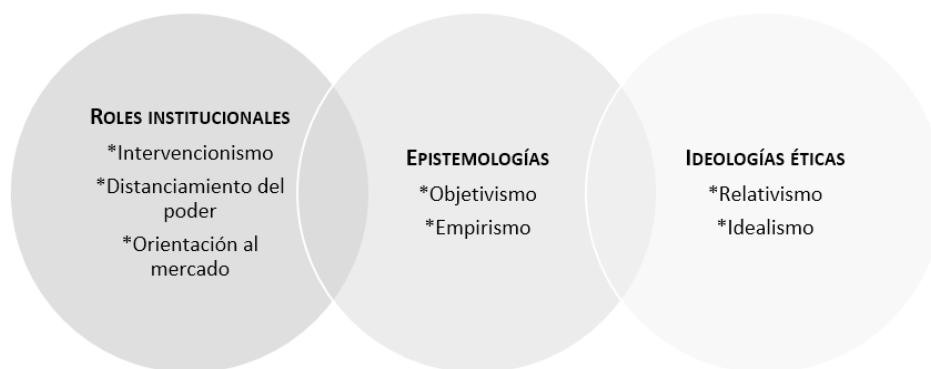 ROLES INSTITUCIONALES
*Intervencionismo
*Distanciamiento del
poder
*Orientación al
mercado
EPISTEMOLOGÍAS
*Objetivismo
*Empirismo
IDEOLOGÍAS ÉTICAS
*Relativismo
*Idealismo